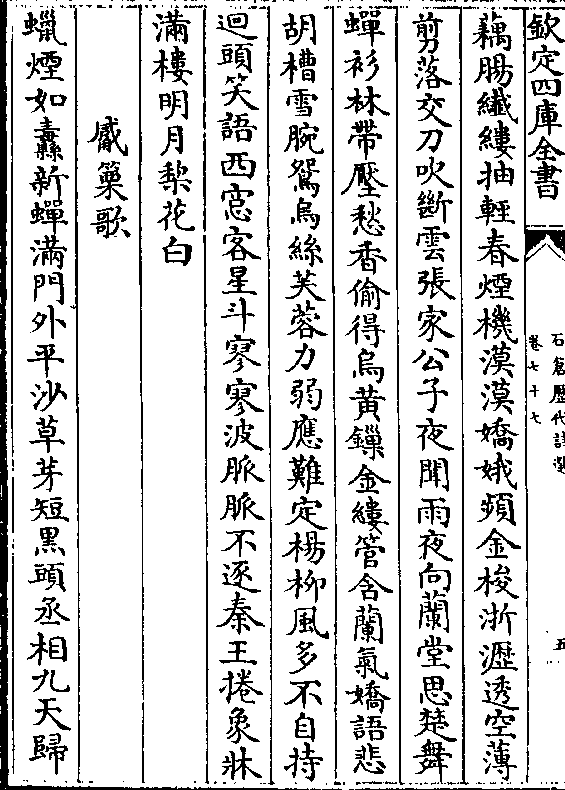 欽定四庫全書
石倉歷代詩選
卷七十七
五
藕腸纖縷抽輕春煙機漠漠嬌娥頻金梭浙瀝透空薄
剪落交刀吹斷雲張家公子夜聞雨夜向蘭堂思楚舞
蟬衫林帶壓愁香偷得烏黃鏁金縷管含蘭氣嬌語悲
胡槽雪腕鴛烏絲芙蓉力弱應難定楊柳風多不自持
迴頭笑語西窓客星斗寥寥波脈脈不逐秦王捲象牀
滿樓明月梨花白
觱篥歌
蠟煙如纛新蟬滿門外平沙草芽短黑頭丞相九天歸